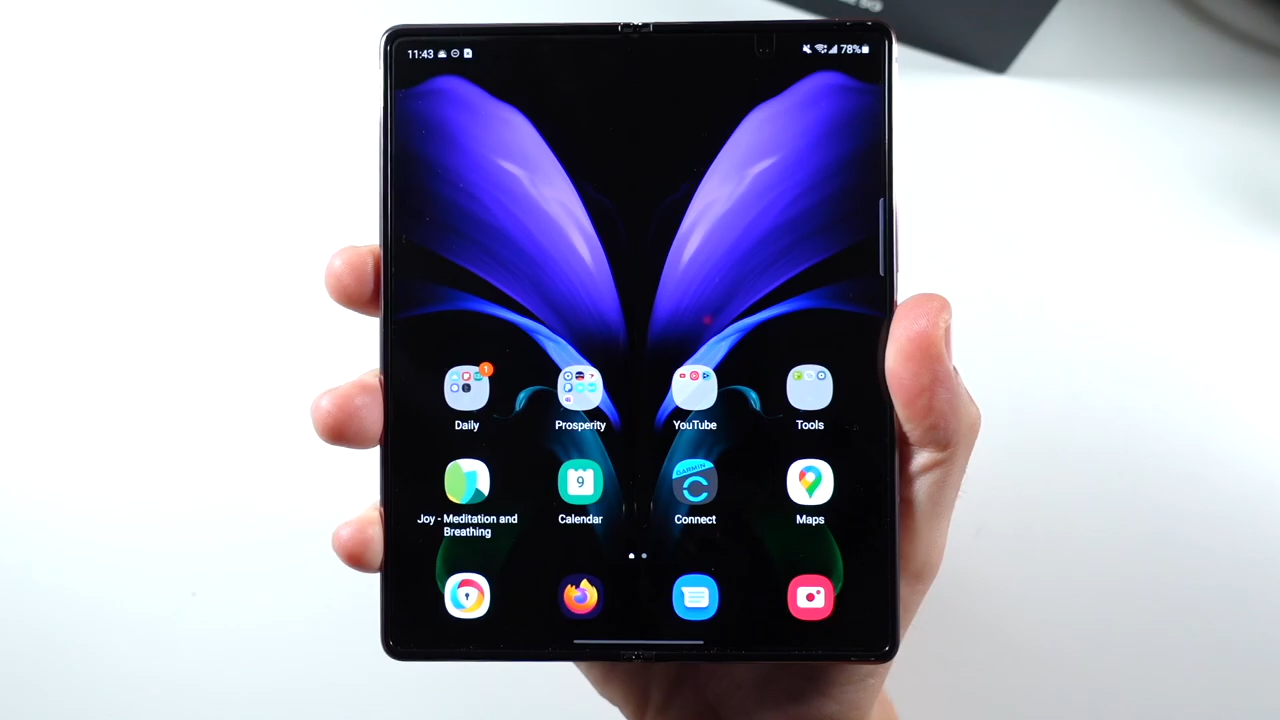 11:43
78%
1
Daily
Prosperity
YouTube
Tools
9
GARMIN
Joy - Meditation and
Breathing
Calendar
Connect
Maps